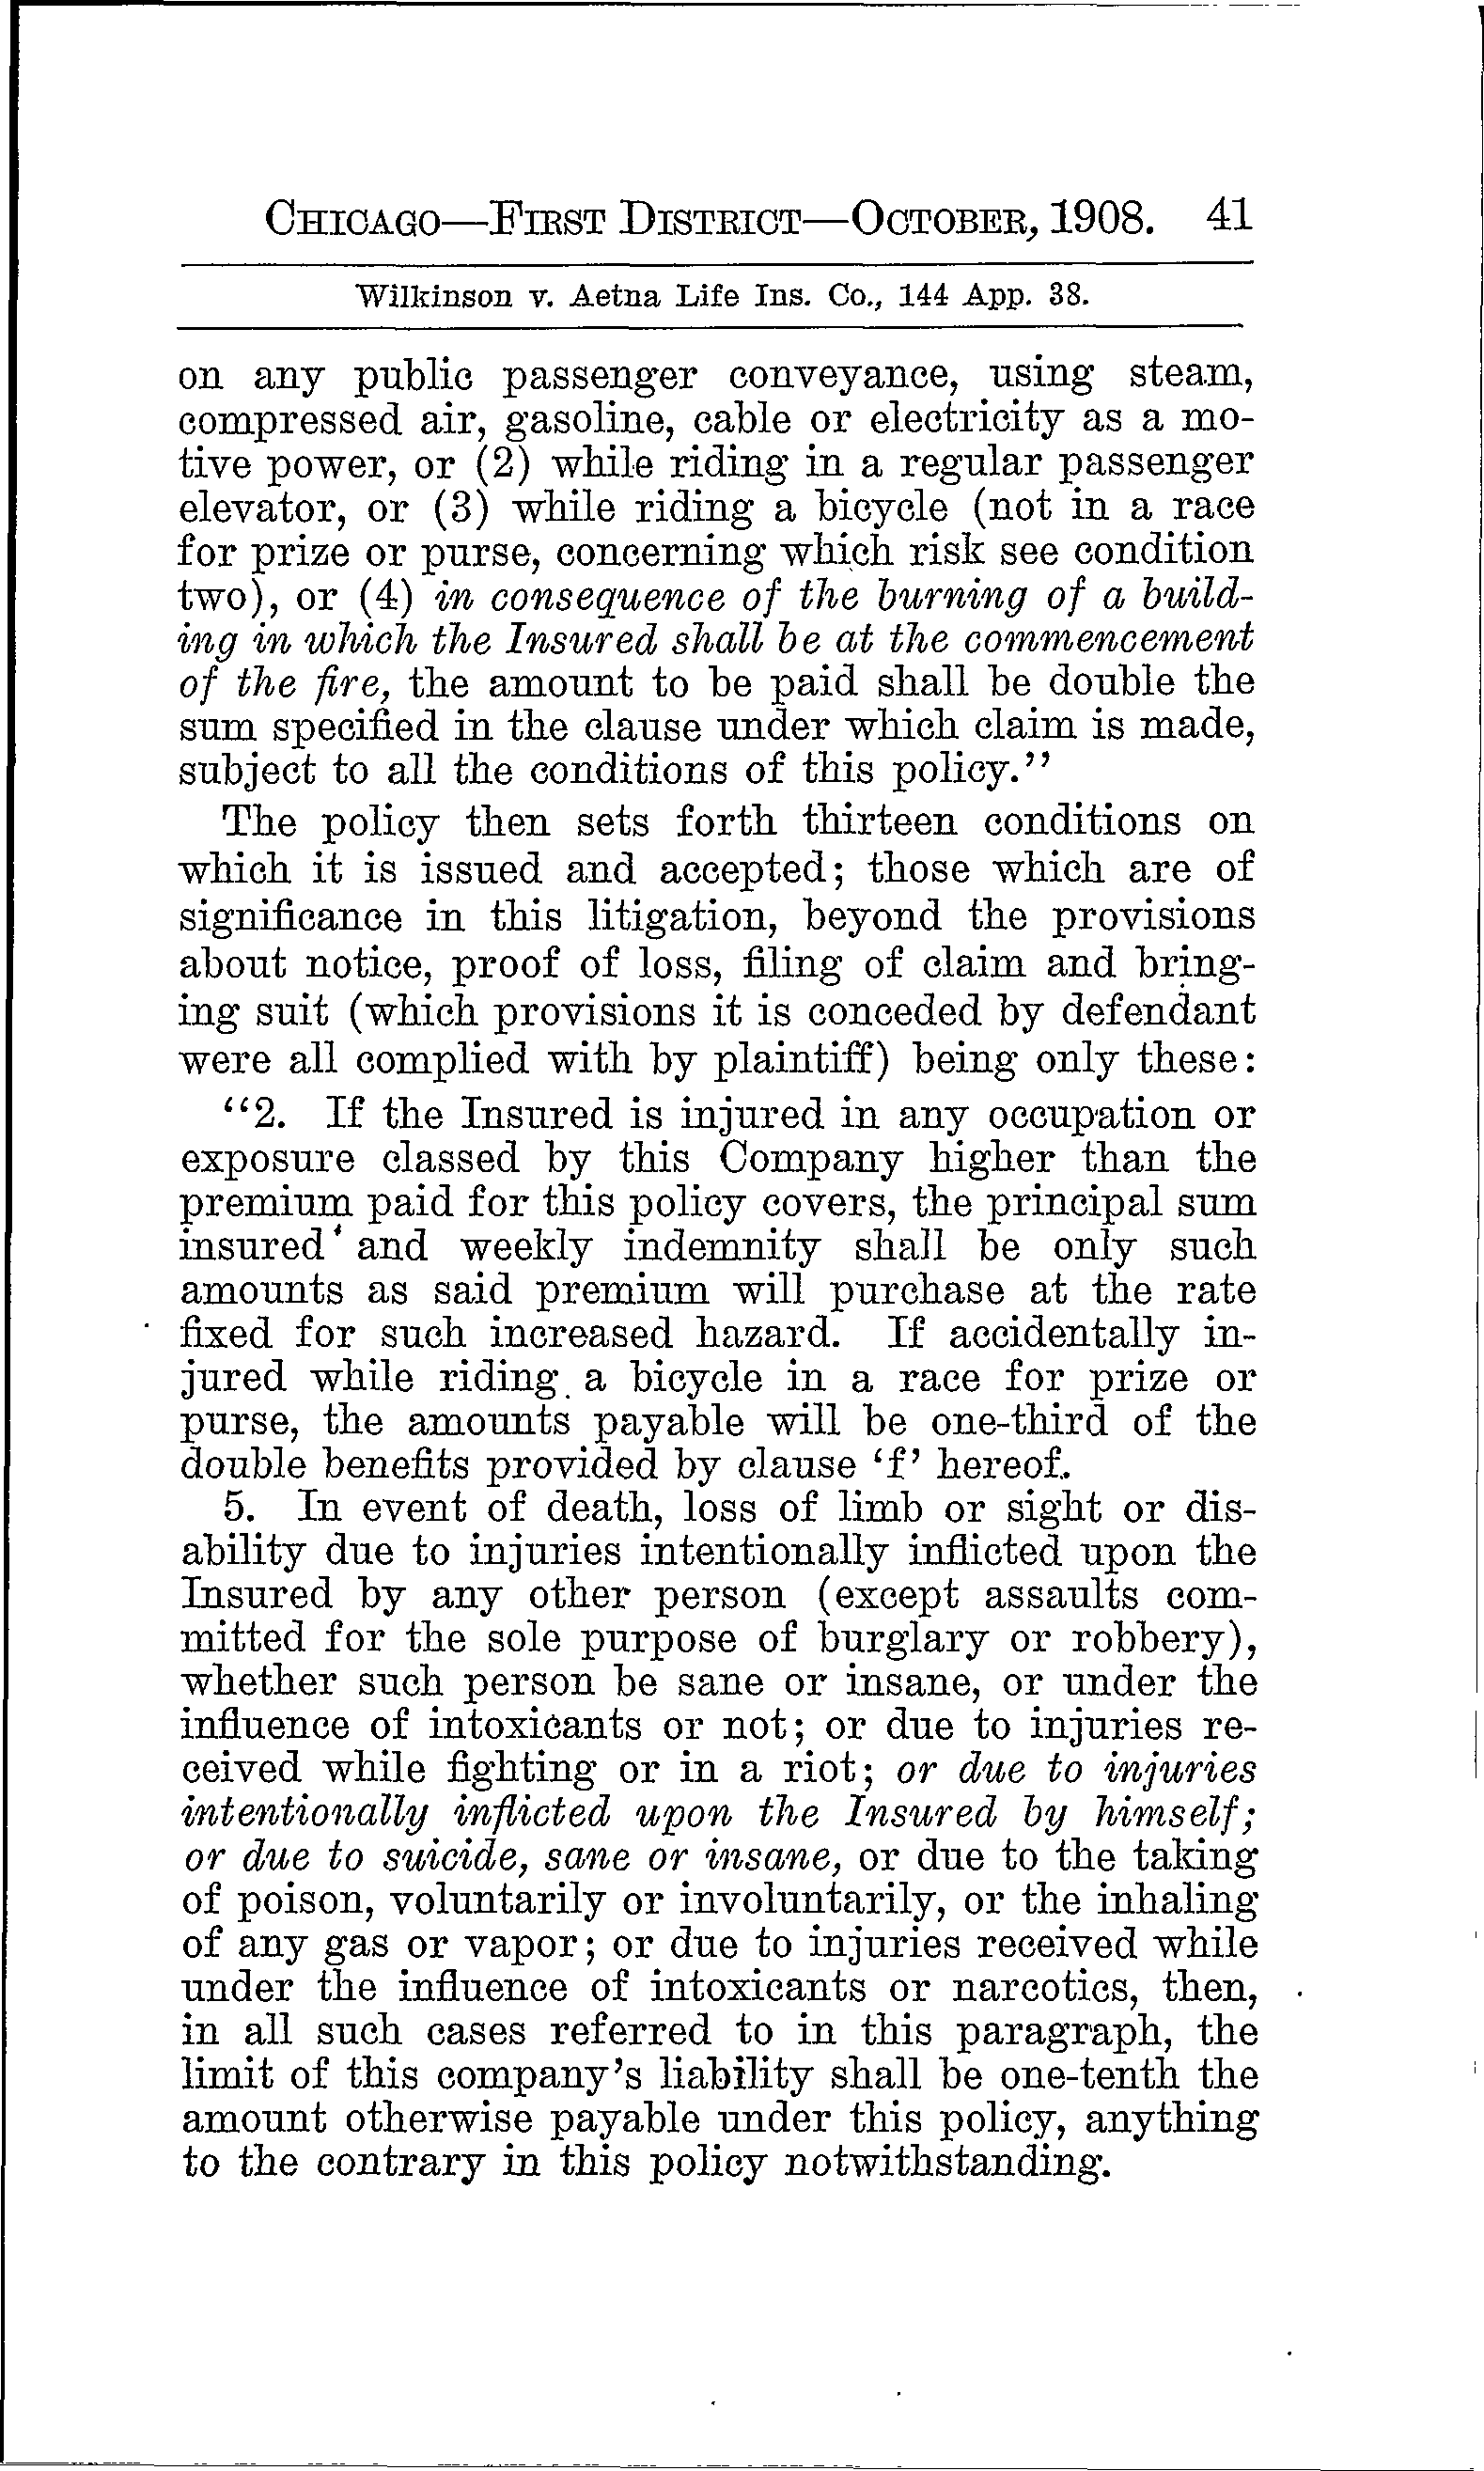 CHICAGO—FIRST DISTRICT—OCTOBER, 1908. 41
Wilkinson v. Aetna Life Ins. Co., 144 App. 38.
on any public passenger conveyance, using steam,
compressed air, gasoline, cable or electricity as a mo-
tive power, or (2) while riding in a regular passenger
elevator, or (3) while riding a bicycle (not in a race
for prize or purse, concerning which risk see condition
two), or (4) in consequence of the burning of a build-
ing in which the Insured shall be at the commencement
of the fire, the amount to be paid shall be double the
sum specified in the clause under which claim is made,
subject to all the conditions of this policy."
The policy then sets forth thirteen conditions on
which it is issued and accepted; those which are of
significance in this litigation, beyond the provisions
about notice, proof of loss, filing of claim and bring-
ing suit (which provisions it is conceded by defendant
were all complied with by plaintiff) being only these:
"2. If the Insured is injured in any occupation or
exposure classed by this Company higher than the
premium paid for this policy covers, the principal sum
insured and weekly indemnity shall be only such
amounts as said premium will purchase at the rate
fixed for such increased hazard. If accidentally in-
jured while riding a bicycle in a race for prize or
purse, the amounts payable will be one-third of the
double benefits provided by clause 'f' hereof.
5. In event of death, loss of limb or sight or dis-
ability due to injuries intentionally inflicted upon the
Insured by any other person (except assaults com-
mitted for the sole purpose of burglary or robbery),
whether such person be sane or insane, or under the
influence of intoxicants or not; or due to injuries re-
ceived while fighting or in a riot; or due to injuries
intentionally inflicted upon the Insured by himself;
or due to suicide, sane or insane, or due to the taking
of poison, voluntarily or involuntarily, or the inhaling
of any gas or vapor; or due to injuries received while
under the influence of intoxicants or narcotics, then,
in all such cases referred to in this paragraph, the
limit of this company's liability shall be one-tenth the
amount otherwise payable under this policy, anything
to the contrary in this policy notwithstanding.